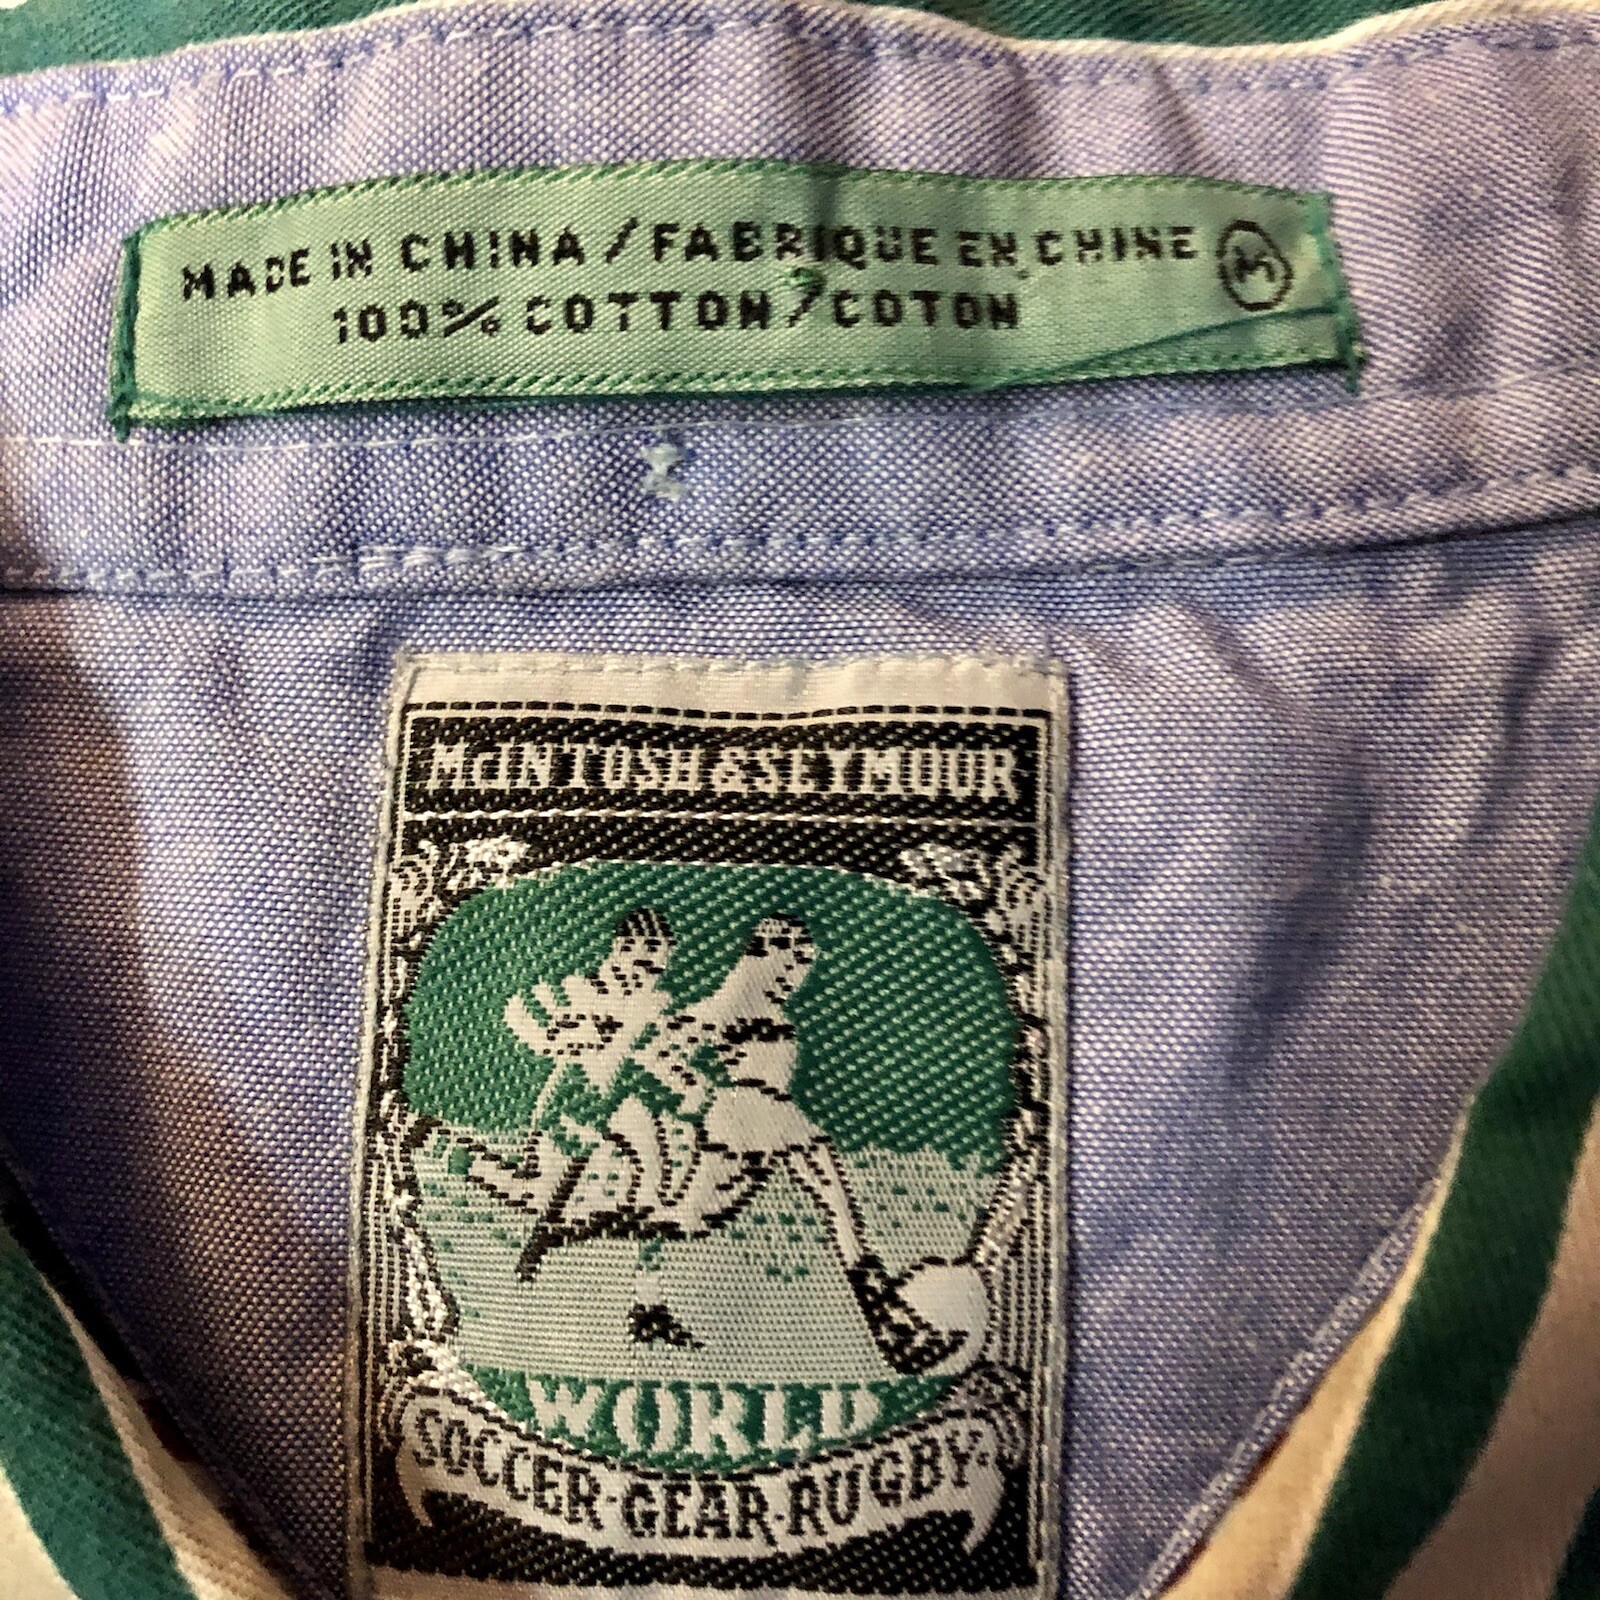 MADE IN CHINA / FABRIQUE EN CHINE
100% COTTON / COTON
McINTOSH & SEYMOUR
WORLD
SOCCER·GEAR·RUGBY